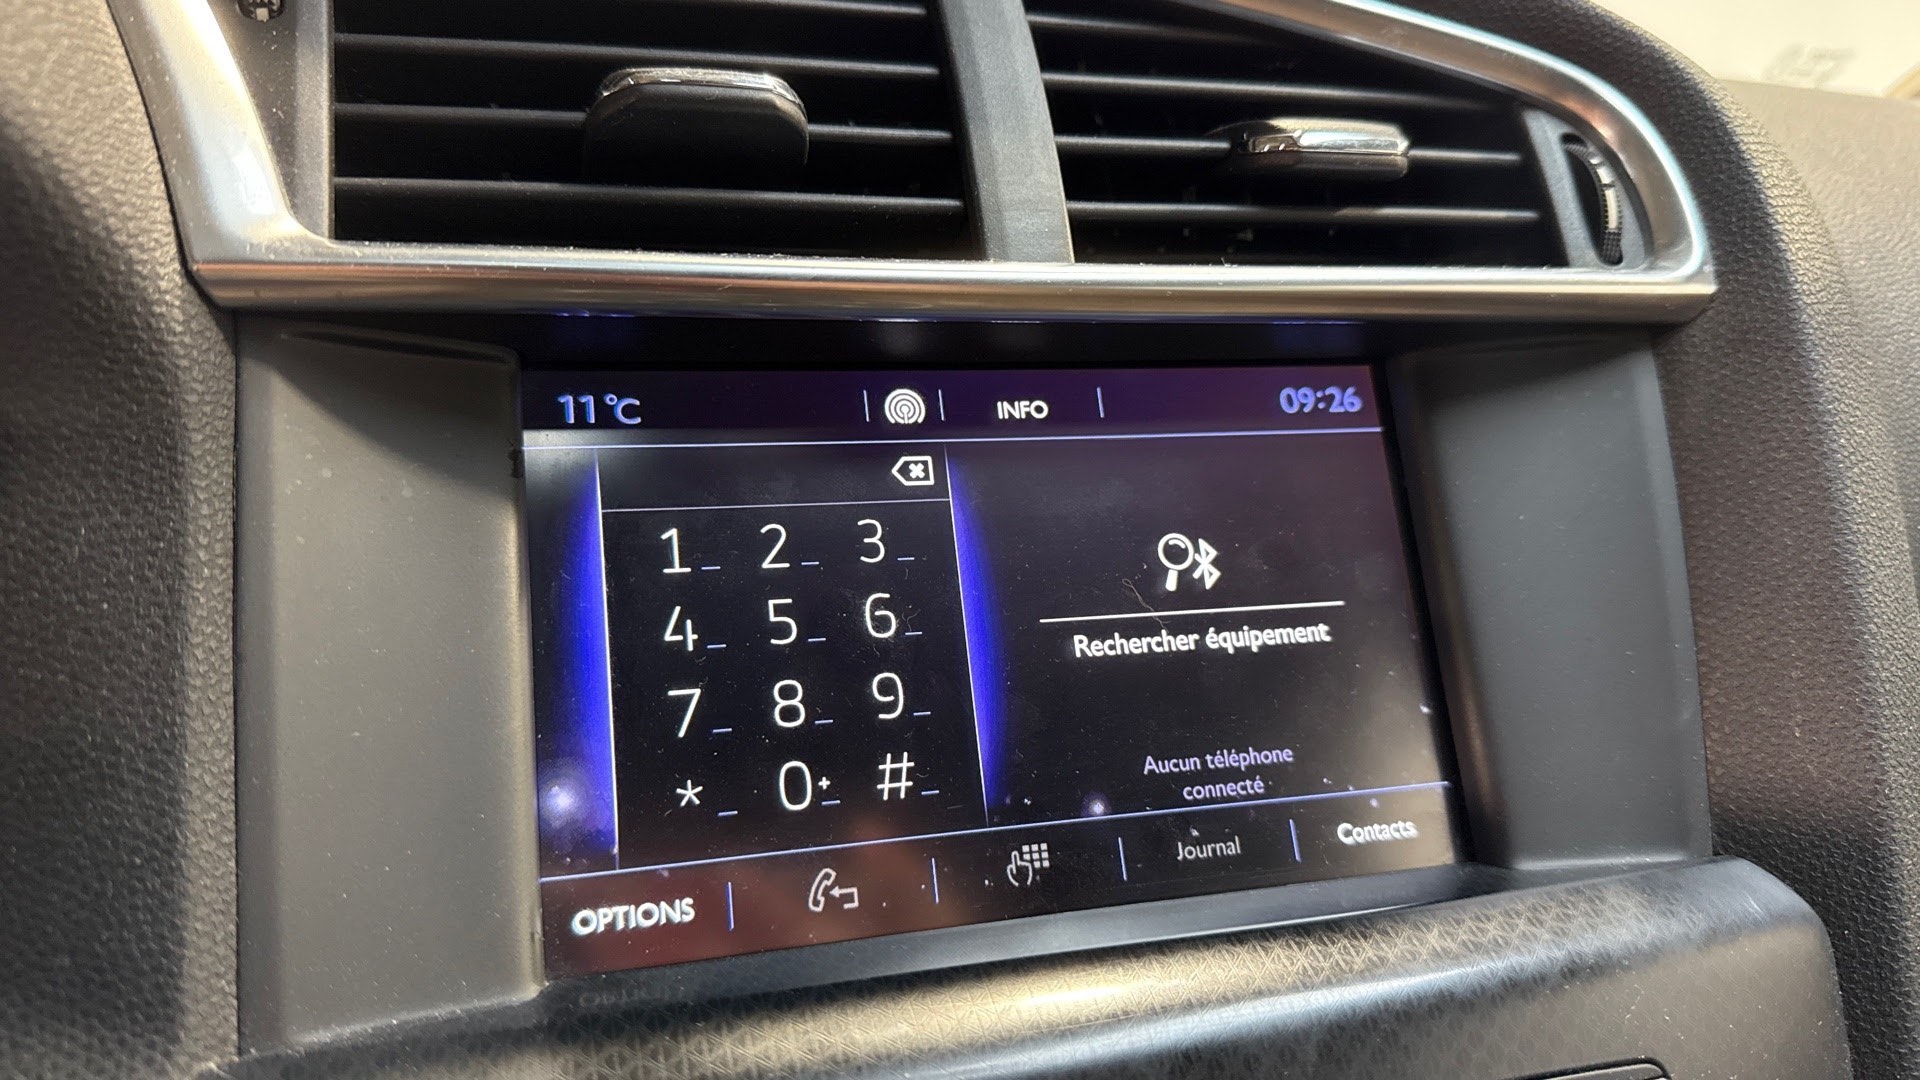 11°C INFO 09:26
1 2 3
4 5 6
7 8 9
* 0+ #
Rechercher équipement
Aucun téléphone
connecté
OPTIONS Journal Contacts